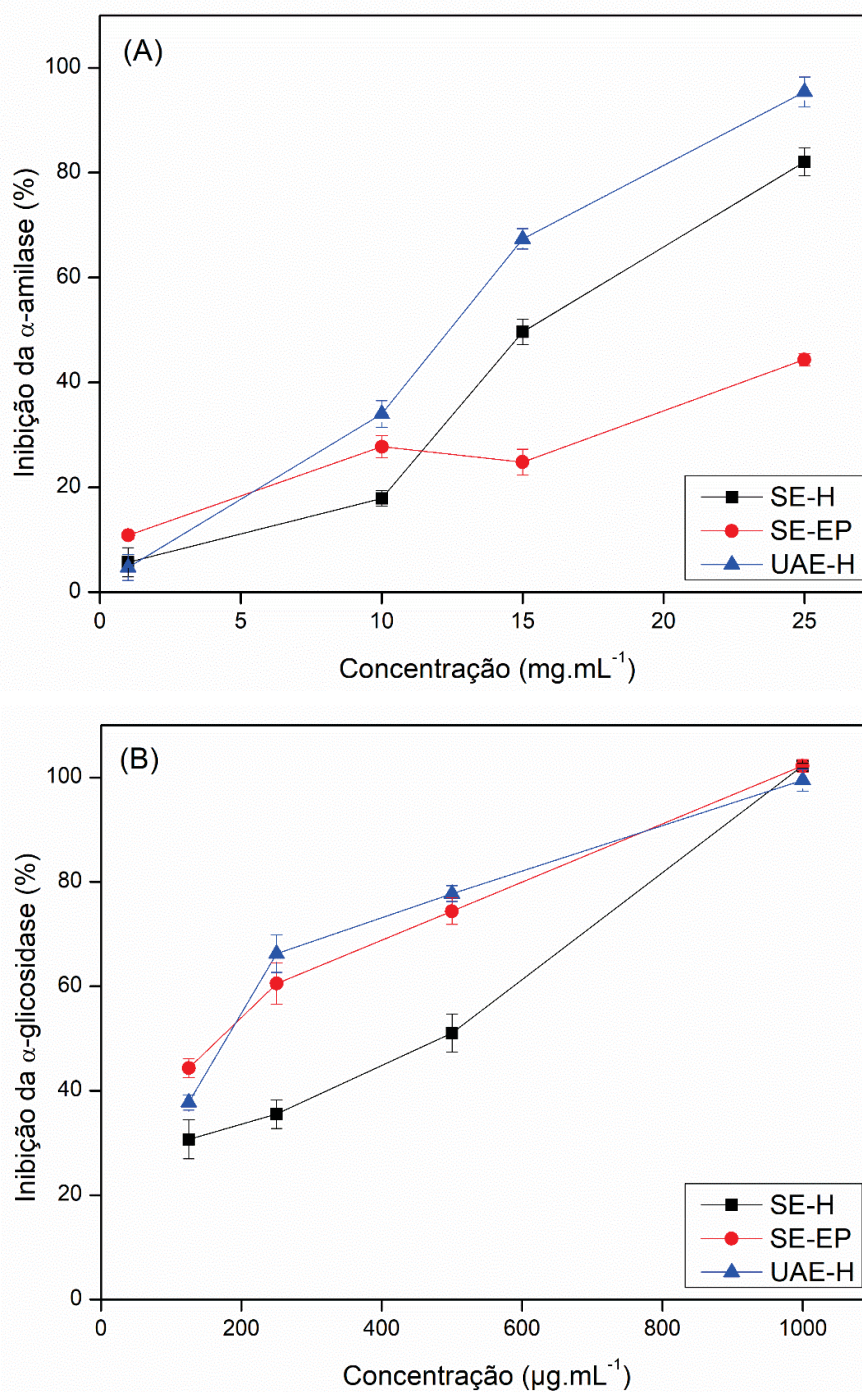 (A)
Inibição da α-amilase (%)
100
80
60
40
20
0
0 5 10 15 20 25
Concentração (mg.mL⁻¹)
SE-H
SE-EP
UAE-H
(B)
Inibição da α-glicosidase (%)
100
80
60
40
20
0
0 200 400 600 800 1000
Concentração (µg.mL⁻¹)
SE-H
SE-EP
UAE-H